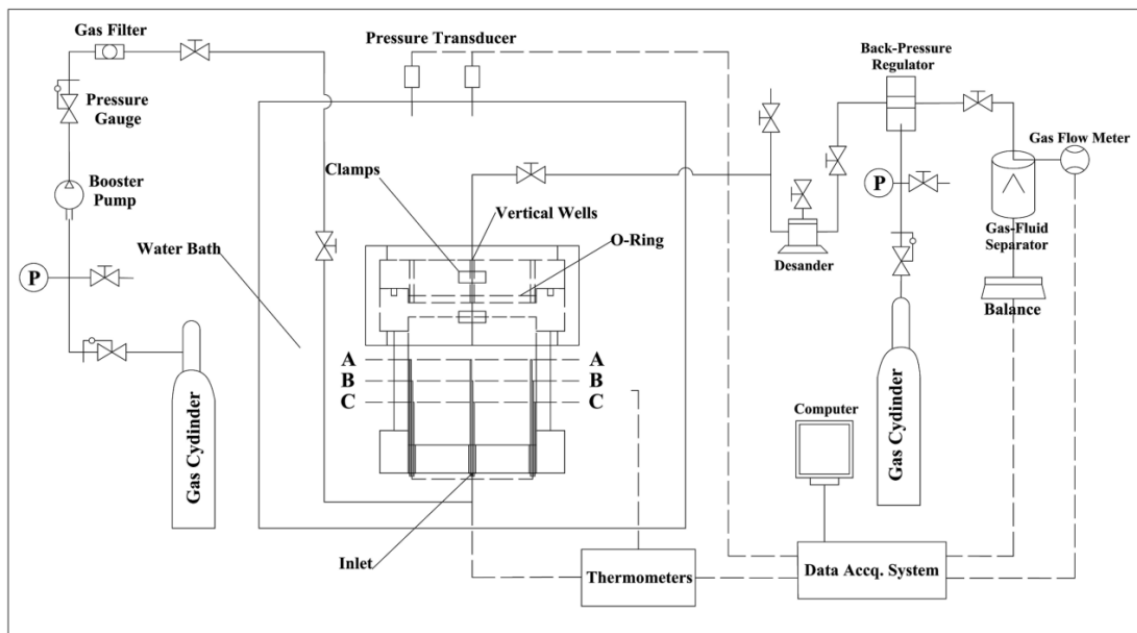 Gas Filter
Pressure
Gauge
Booster
Pump
P
Gas Cydinder
Water Bath
Pressure Transducer
Clamps
Vertical Wells
O-Ring
A A
B B
C C
Inlet
Thermometers
Desander
Back-Pressure
Regulator
P
Gas Cydinder
Gas Flow Meter
Gas-Fluid
Separator
Balance
Computer
Data Accq. System